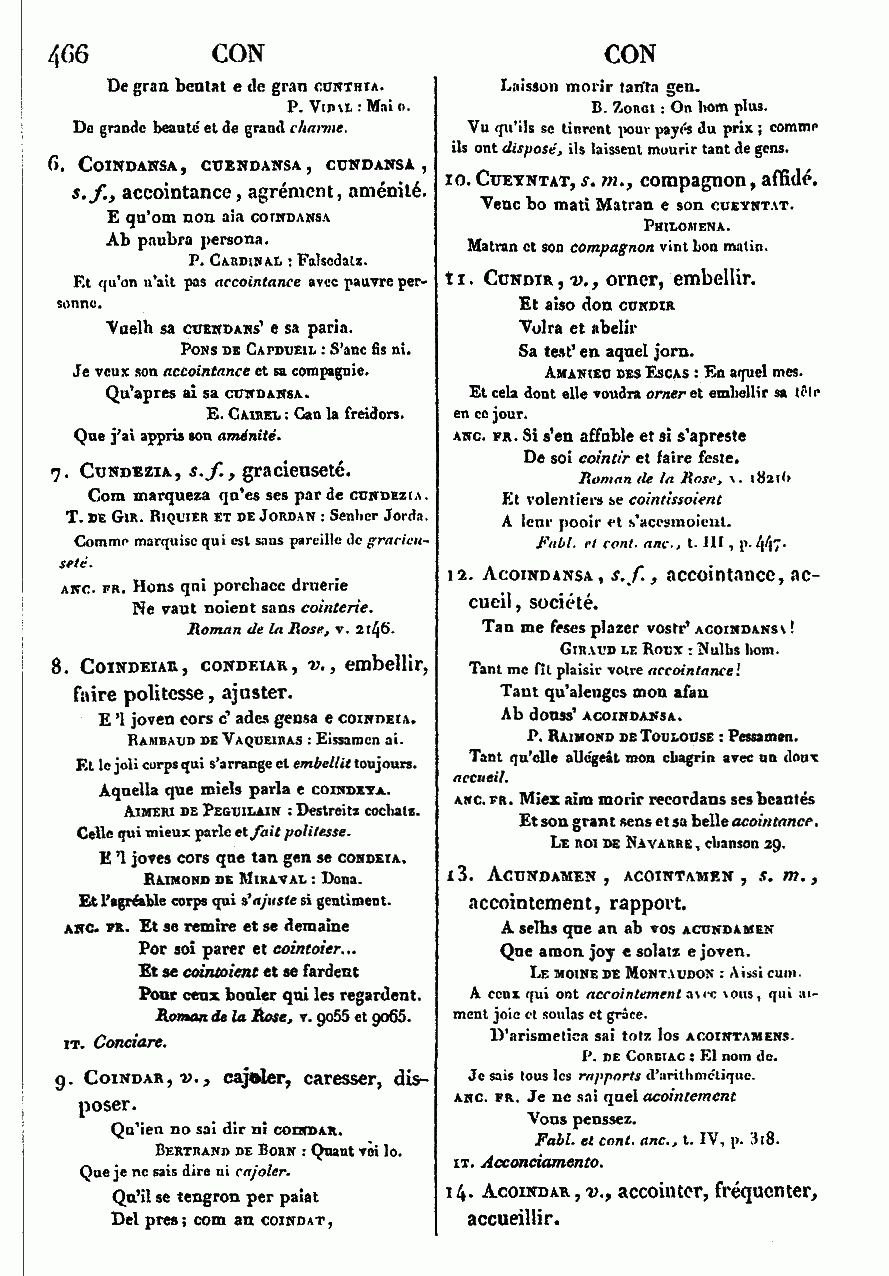 466 CON CON
De gran beutat e de gran CUNTHIA.
P. VIDAL : Mai o.
De grande beauté et de grand charme.
6. COINDANSA, CUENDANSA, CUNDANSA,
s. f., accointance, agrément, aménité.
E qu'om non aia COINDANSA
Ab paubra persona.
P. CARDINAL : Falsedatz.
Et qu'on n'ait pas accointance avec pauvre per-
sonne.
Vuelh sa CUENDANS' e sa paria.
PONS DE CAPDUEIL : S'anc fis ni.
Je veux son accointance et sa compagnie.
Qu'apres ai sa CUNDANSA.
E. CAIREL : Can la freidors.
Que j'ai appris son aménité.
7. CUNDEZIA, s. f., gracieuseté.
Com marqueza qu'es ses par de CUNDEZIA.
T. DE GIR. RIQUIER ET DE JORDAN : Senher Jorda.
Comme marquise qui est sans pareille de gracieu-
seté.
ANC. FR. Hons qui porchace druerie
Ne vaut noient sans cointerie.
Roman de la Rose, v. 2146.
8. COINDEIAR, CONDEIAR, v., embellir,
faire politesse, ajuster.
E 'l joven cors c' ades gensa e COINDEIA.
RAMBAUD DE VAQUEIRAS : Eissamen ai.
Et le joli corps qui s'arrange et embellit toujours.
Aquella que miels parla e COINDEYA.
AIMERI DE PEGUILAIN : Destreitz cochatz.
Celle qui mieux parle et fait politesse.
E 'l joves cors que tan gen se CONDEIA.
RAIMOND DE MIRAVAL : Dona.
Et l'agréable corps qui s'ajuste si gentiment.
ANC. FR. Et se remire et se demaine
Por soi parer et cointoier...
Et se cointoient et se fardent
Pour ceux bouler qui les regardent.
Roman de la Rose, v. 9055 et 9065.
IT. Conciare.
9. COINDAR, v., cajoler, caresser, dis-
poser.
Qu'ieu no sai dir ni COINDAR.
BERTRAND DE BORN : Quant vei lo.
Que je ne sais dire ni cajoler.
Qu'il se tengron per paiat
Del pres; com an COINDAT,
Laisson morir tanta gen.
B. ZORGI : On hom plus.
Vu qu'ils se tinrent pour payés du prix; comme
ils ont disposé, ils laissent mourir tant de gens.
10. CUEYNTAT, s. m., compagnon, affidé.
Venc bo mati Matran e son CUEYNTAT.
PHILOMENA.
Matran et son compagnon vint bon matin.
11. CUNDIR, v., orner, embellir.
Et aiso don CUNDIR
Volra et abelir
Sa test' en aquel jorn.
AMANIEU DES ESCAS : En aquel mes.
Et cela dont elle voudra orner et embellir sa tête
en ce jour.
ANC. FR. Si s'en affuble et si s'apreste
De soi cointir et faire feste.
Roman de la Rose, v. 18216
Et volentiers se cointissoient
A leur pooir et s'acesmoient.
Fabl. et cont. anc., t. III, p. 447.
12. ACOINDANSA, s. f., accointance, ac-
cueil, société.
Tan me feses plazer vostr' ACOINDANSA!
GIRAUD LE ROUX : Nulhs hom.
Tant me fît plaisir votre accointance!
Tant qu'alenges mon afan
Ab douss' ACOINDANSA.
P. RAIMOND DE TOULOUSE : Pessamen.
Tant qu'elle allégeât mon chagrin avec un doux
accueil.
ANC. FR. Miex aim morir recordans ses beautés
Et son grant sens et sa belle acointance.
LE ROI DE NAVARRE, chanson 29.
13. ACUNDAMEN, ACOINTAMEN, s. m.,
accointement, rapport.
A selhs que an ab vos ACUNDAMEN
Que amon joy e solatz e joven.
LE MOINE DE MONTAUDON : Aissi cum.
A ceux qui ont accointement avec vous, qui ai-
ment joie et soulas et grâce.
D'arismetica sai totz los ACOINTAMENS.
P. DE CORBIAC : El nom de.
Je sais tous les rapports d'arithmétique.
ANC. FR. Je ne sai quel acointement
Vous penssez.
Fabl. et cont. anc., t. IV, p. 318.
IT. Acconciamento.
14. ACOINDAR, v., accointer, fréquenter,
accueillir.